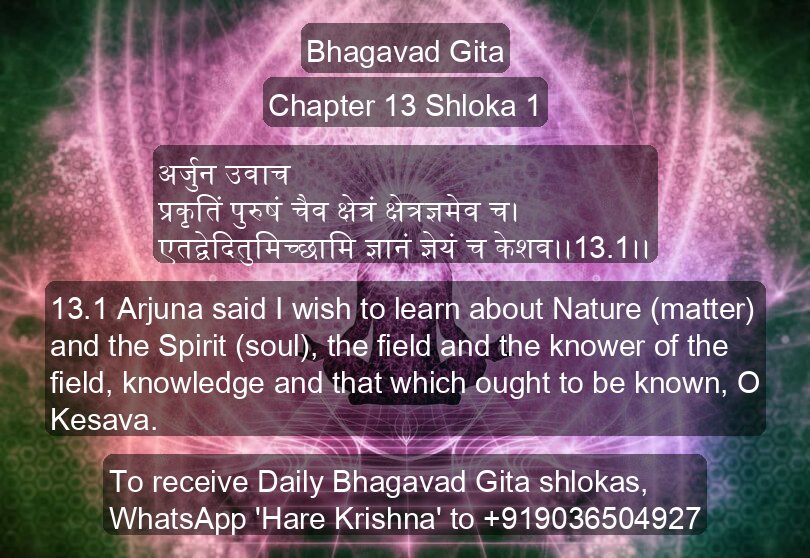 Bhagavad Gita
Chapter 13 Shloka 1
अर्जुन उवाच
प्रकृतिं पुरुषं चैव क्षेत्रं क्षेत्रज्ञमेव च।
एतद्वेदितुमिच्छामि ज्ञानं ज्ञेयं च केशव।।13.1।।
13.1 Arjuna said I wish to learn about Nature (matter)
and the Spirit (soul), the field and the knower of the
field, knowledge and that which ought to be known, O
Kesava.
To receive Daily Bhagavad Gita shlokas,
WhatsApp 'Hare Krishna' to +919036504927